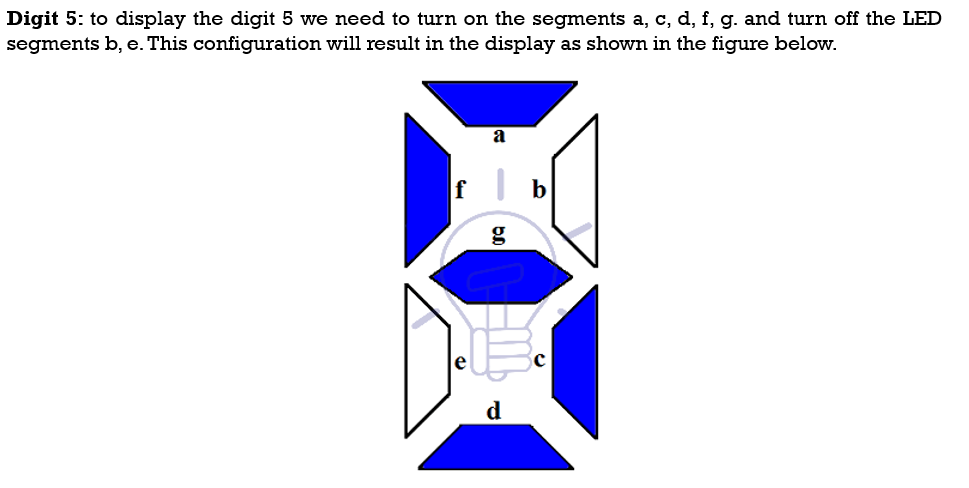 Digit 5: to display the digit 5 we need to turn on the segments a, c, d, f, g. and turn off the LED
segments b, e. This configuration will result in the display as shown in the figure below.
a
f b
g
e c
d